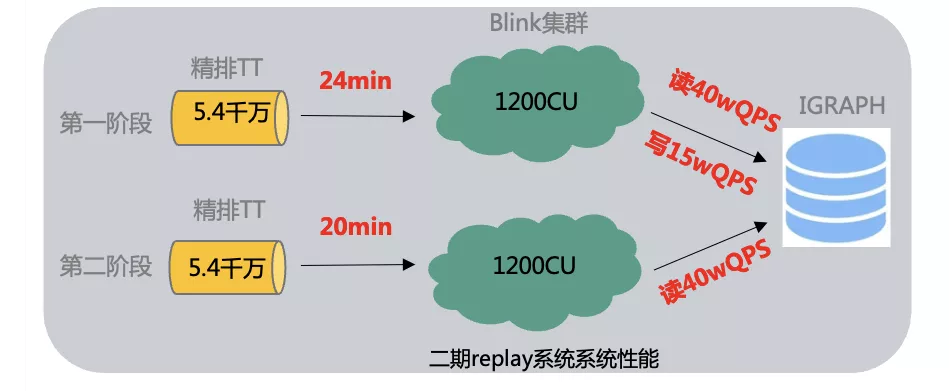 Blink集群
精排TT
24min
第一阶段
5.4千万
1200CU
读40wQPS
写15wQPS
IGRAPH
精排TT
20min
第二阶段
5.4千万
1200CU
读40wQPS
二期replay系统系统性能